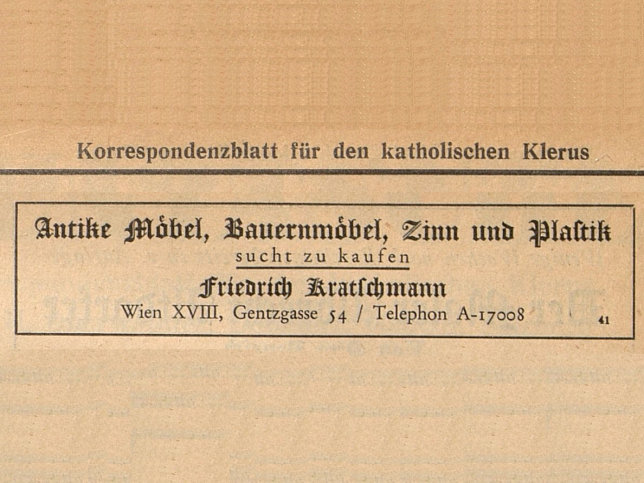 Korrespondenzblatt für den katholischen Klerus
Antike Möbel, Bauernmöbel, Zinn und Plastik
sucht zu kaufen
Friedrich Kratschmann
Wien XVIII, Gentzgasse 54 / Telephon A-17008
41